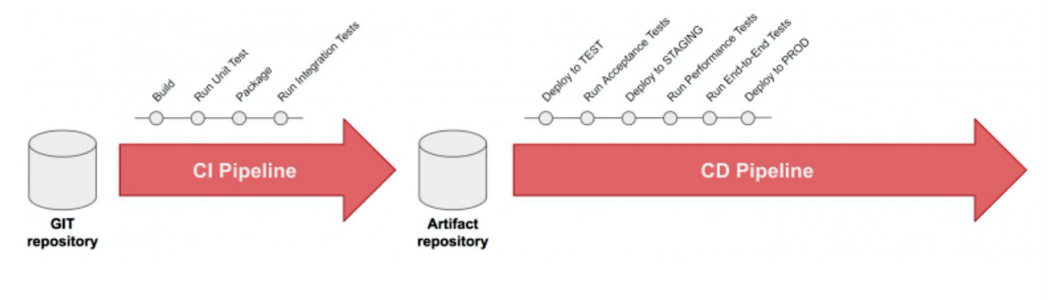 Build
Run Unit Test
Package
Run Integration Tests
Deploy to TEST
Run Acceptance Tests
Deploy to STAGING
Run Performance Tests
Run End-to-End Tests
Deploy to PROD
CI Pipeline
CD Pipeline
GIT
repository
Artifact
repository